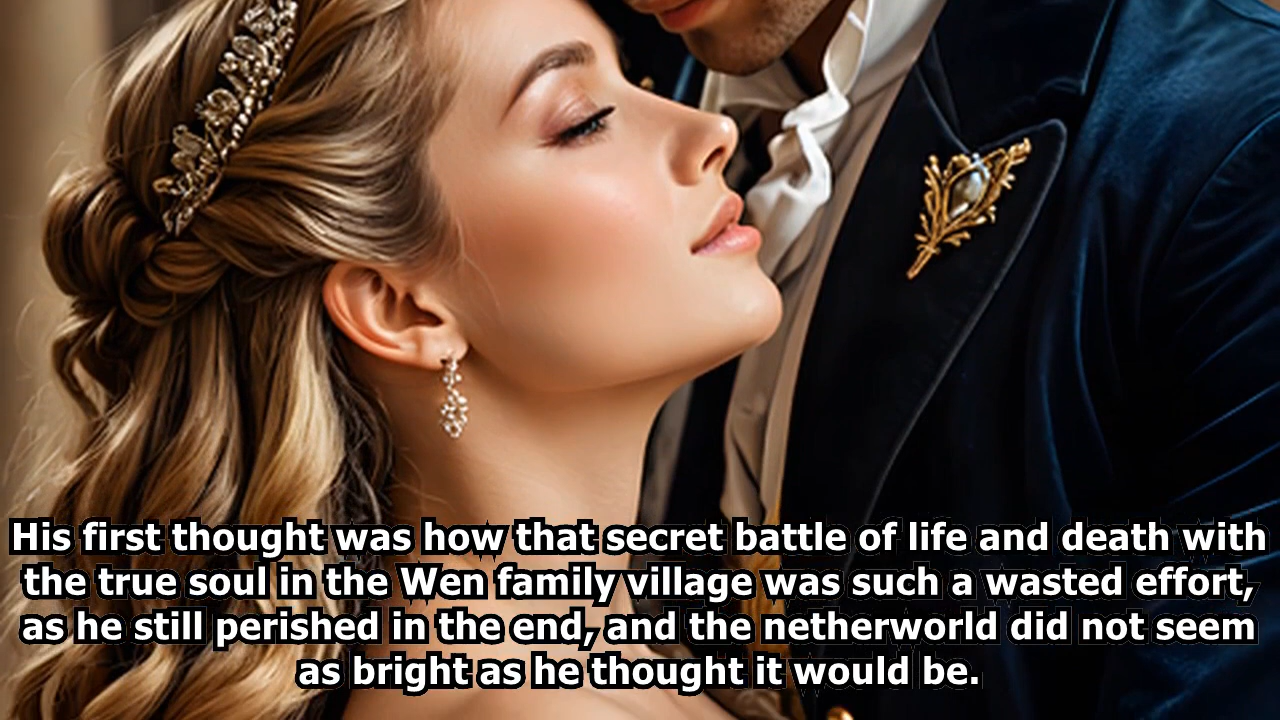 His first thought was how that secret battle of life and death with
the true soul in the Wen family village was such a wasted effort,
as he still perished in the end, and the netherworld did not seem
as bright as he thought it would be.